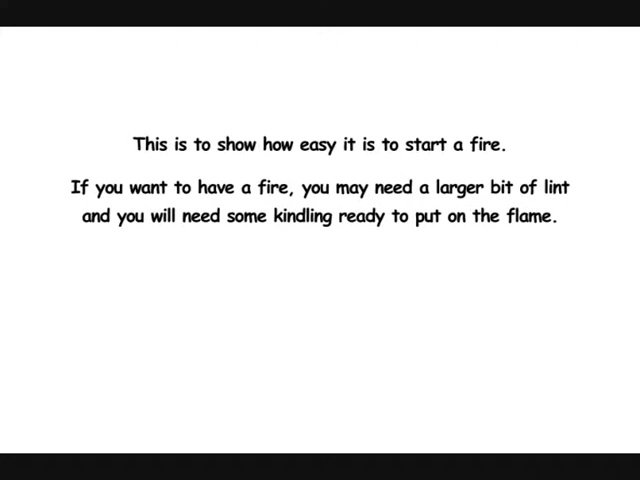 This is to show how easy it is to start a fire.
If you want to have a fire, you may need a larger bit of lint
and you will need some kindling ready to put on the flame.